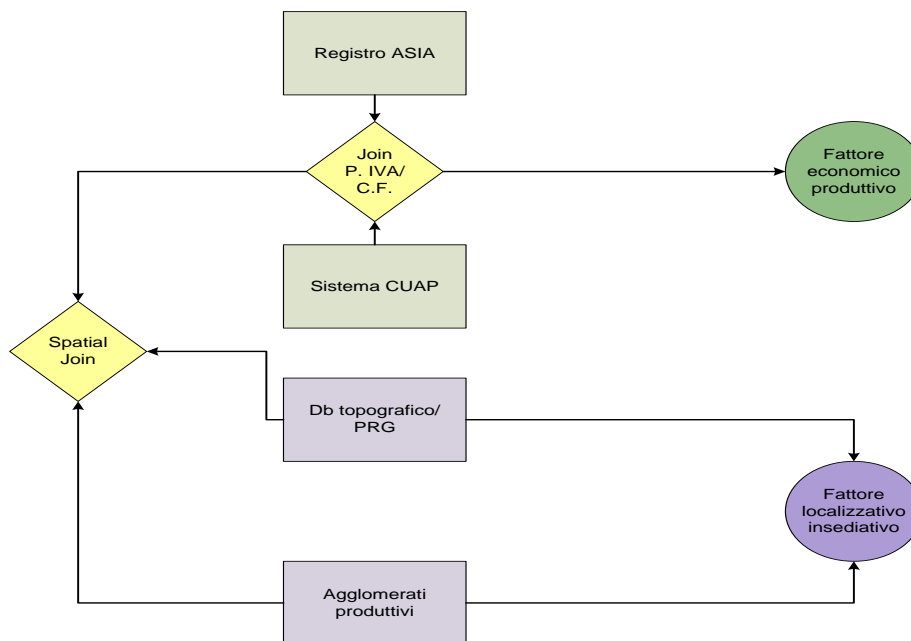 Registro ASIA
Join
P. IVA/
C.F.
Fattore
economico
produttivo
Sistema CUAP
Spatial
Join
Db topografico/
PRG
Fattore
localizzativo
insediativo
Agglomerati
produttivi